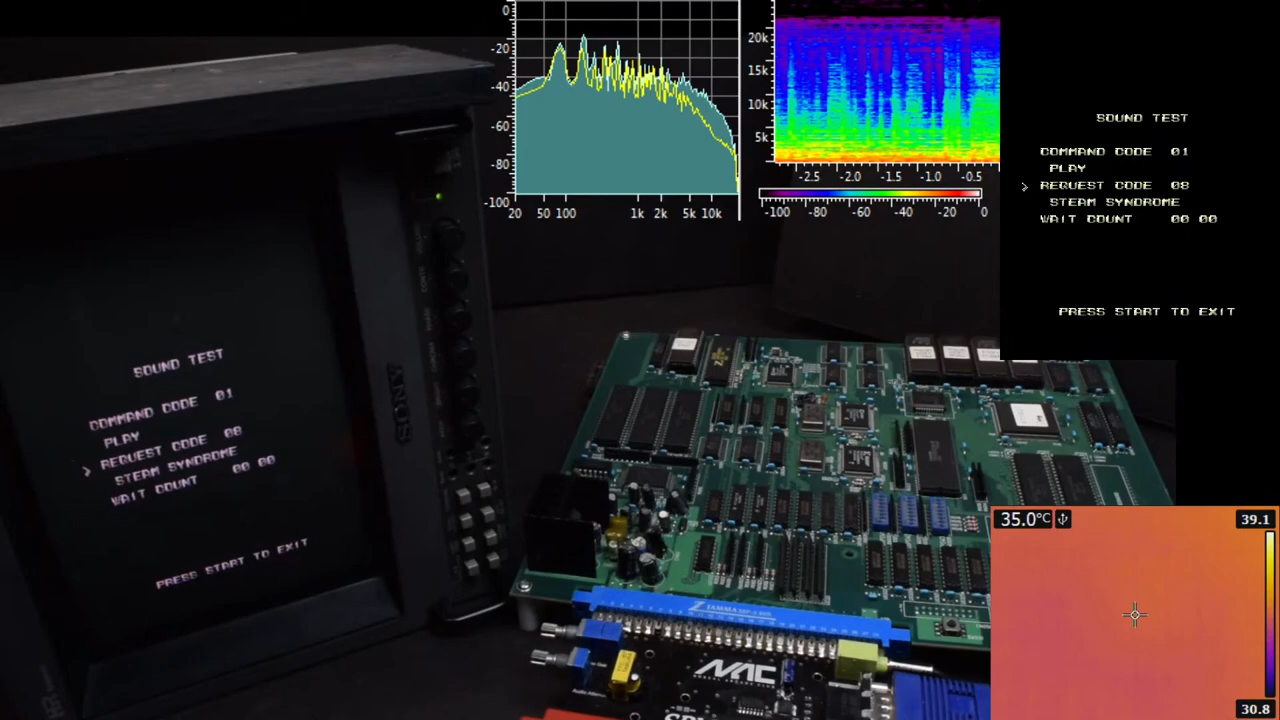 SOUND TEST
COMMAND CODE 01
PLAY
> REQUEST CODE 08
STEAM SYNDROME
WAIT COUNT 00 00
PRESS START TO EXIT
SONY
0
-20
-40
-60
-80
-100
20 50 100 1k 2k 5k 10k
20k
15k
10k
5k
-2.5 -2.0 -1.5 -1.0 -0.5
-100 -80 -60 -40 -20 0
SOUND TEST
COMMAND CODE 01
PLAY
> REQUEST CODE 08
STEAM SYNDROME
WAIT COUNT 00 00
PRESS START TO EXIT
35.0°C
39.1
30.8
NAC